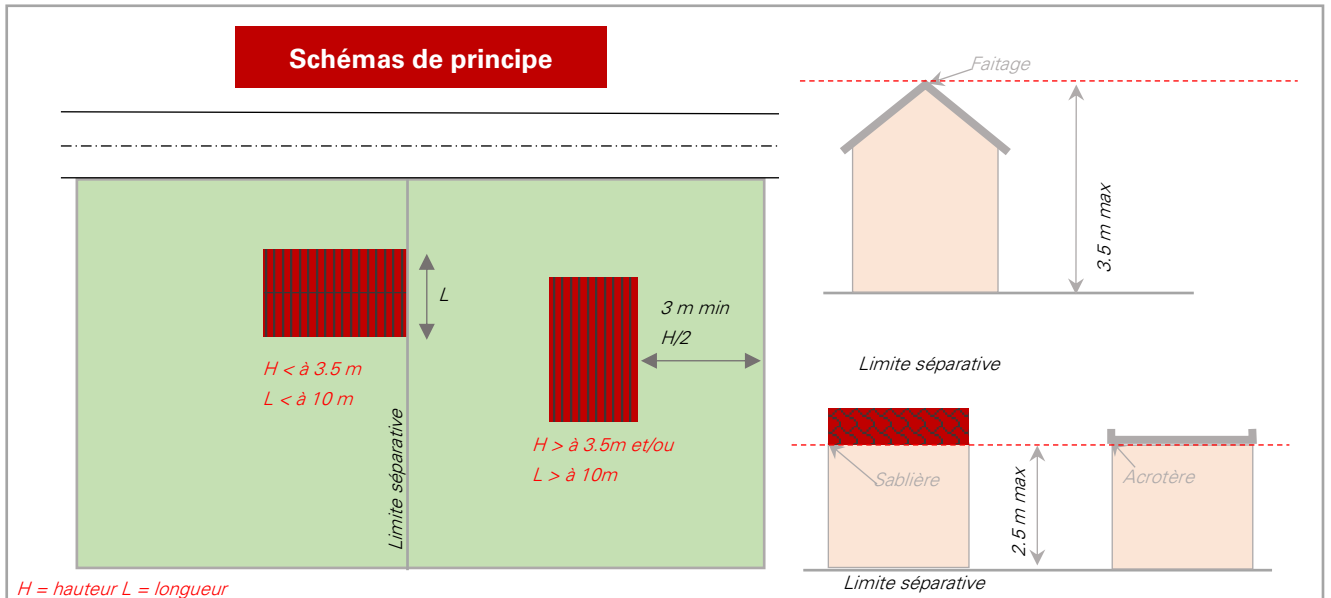 Schémas de principe
Faitage
3.5 m max
L
3 m min
H/2
H < à 3.5 m
L < à 10 m
Limite séparative
H > à 3.5m et/ou
L > à 10m
Limite séparative
Sablière
Acrotère
2.5 m max
Limite séparative
H = hauteur L = longueur